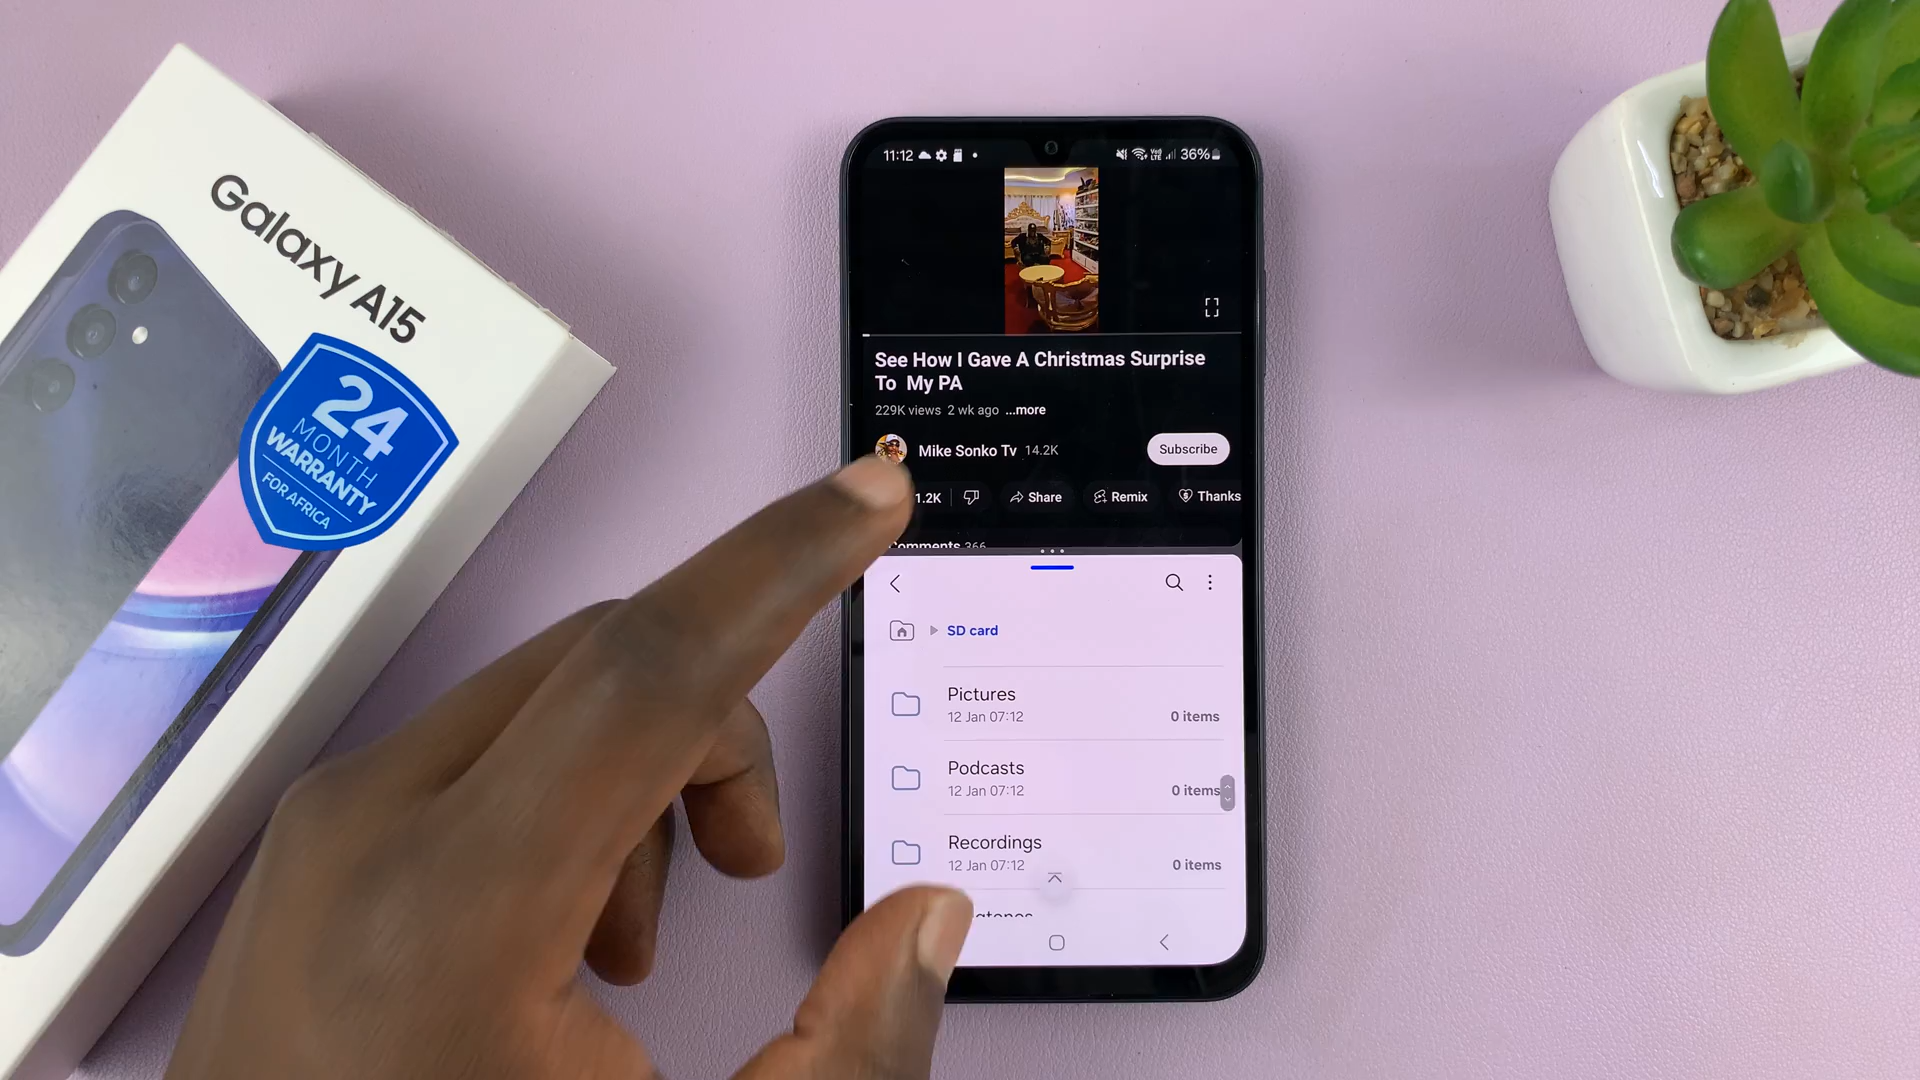 Galaxy A15
24
MONTH
WARRANTY
FOR AFRICA
11:12
36%
See How I Gave A Christmas Surprise
To My PA
229K views 2 wk ago ...more
Mike Sonko Tv 14.2K
Subscribe
1.2K
Share
Remix
Thanks
Comments 366
SD card
Pictures
12 Jan 07:12
0 items
Podcasts
12 Jan 07:12
0 items
Recordings
12 Jan 07:12
0 items